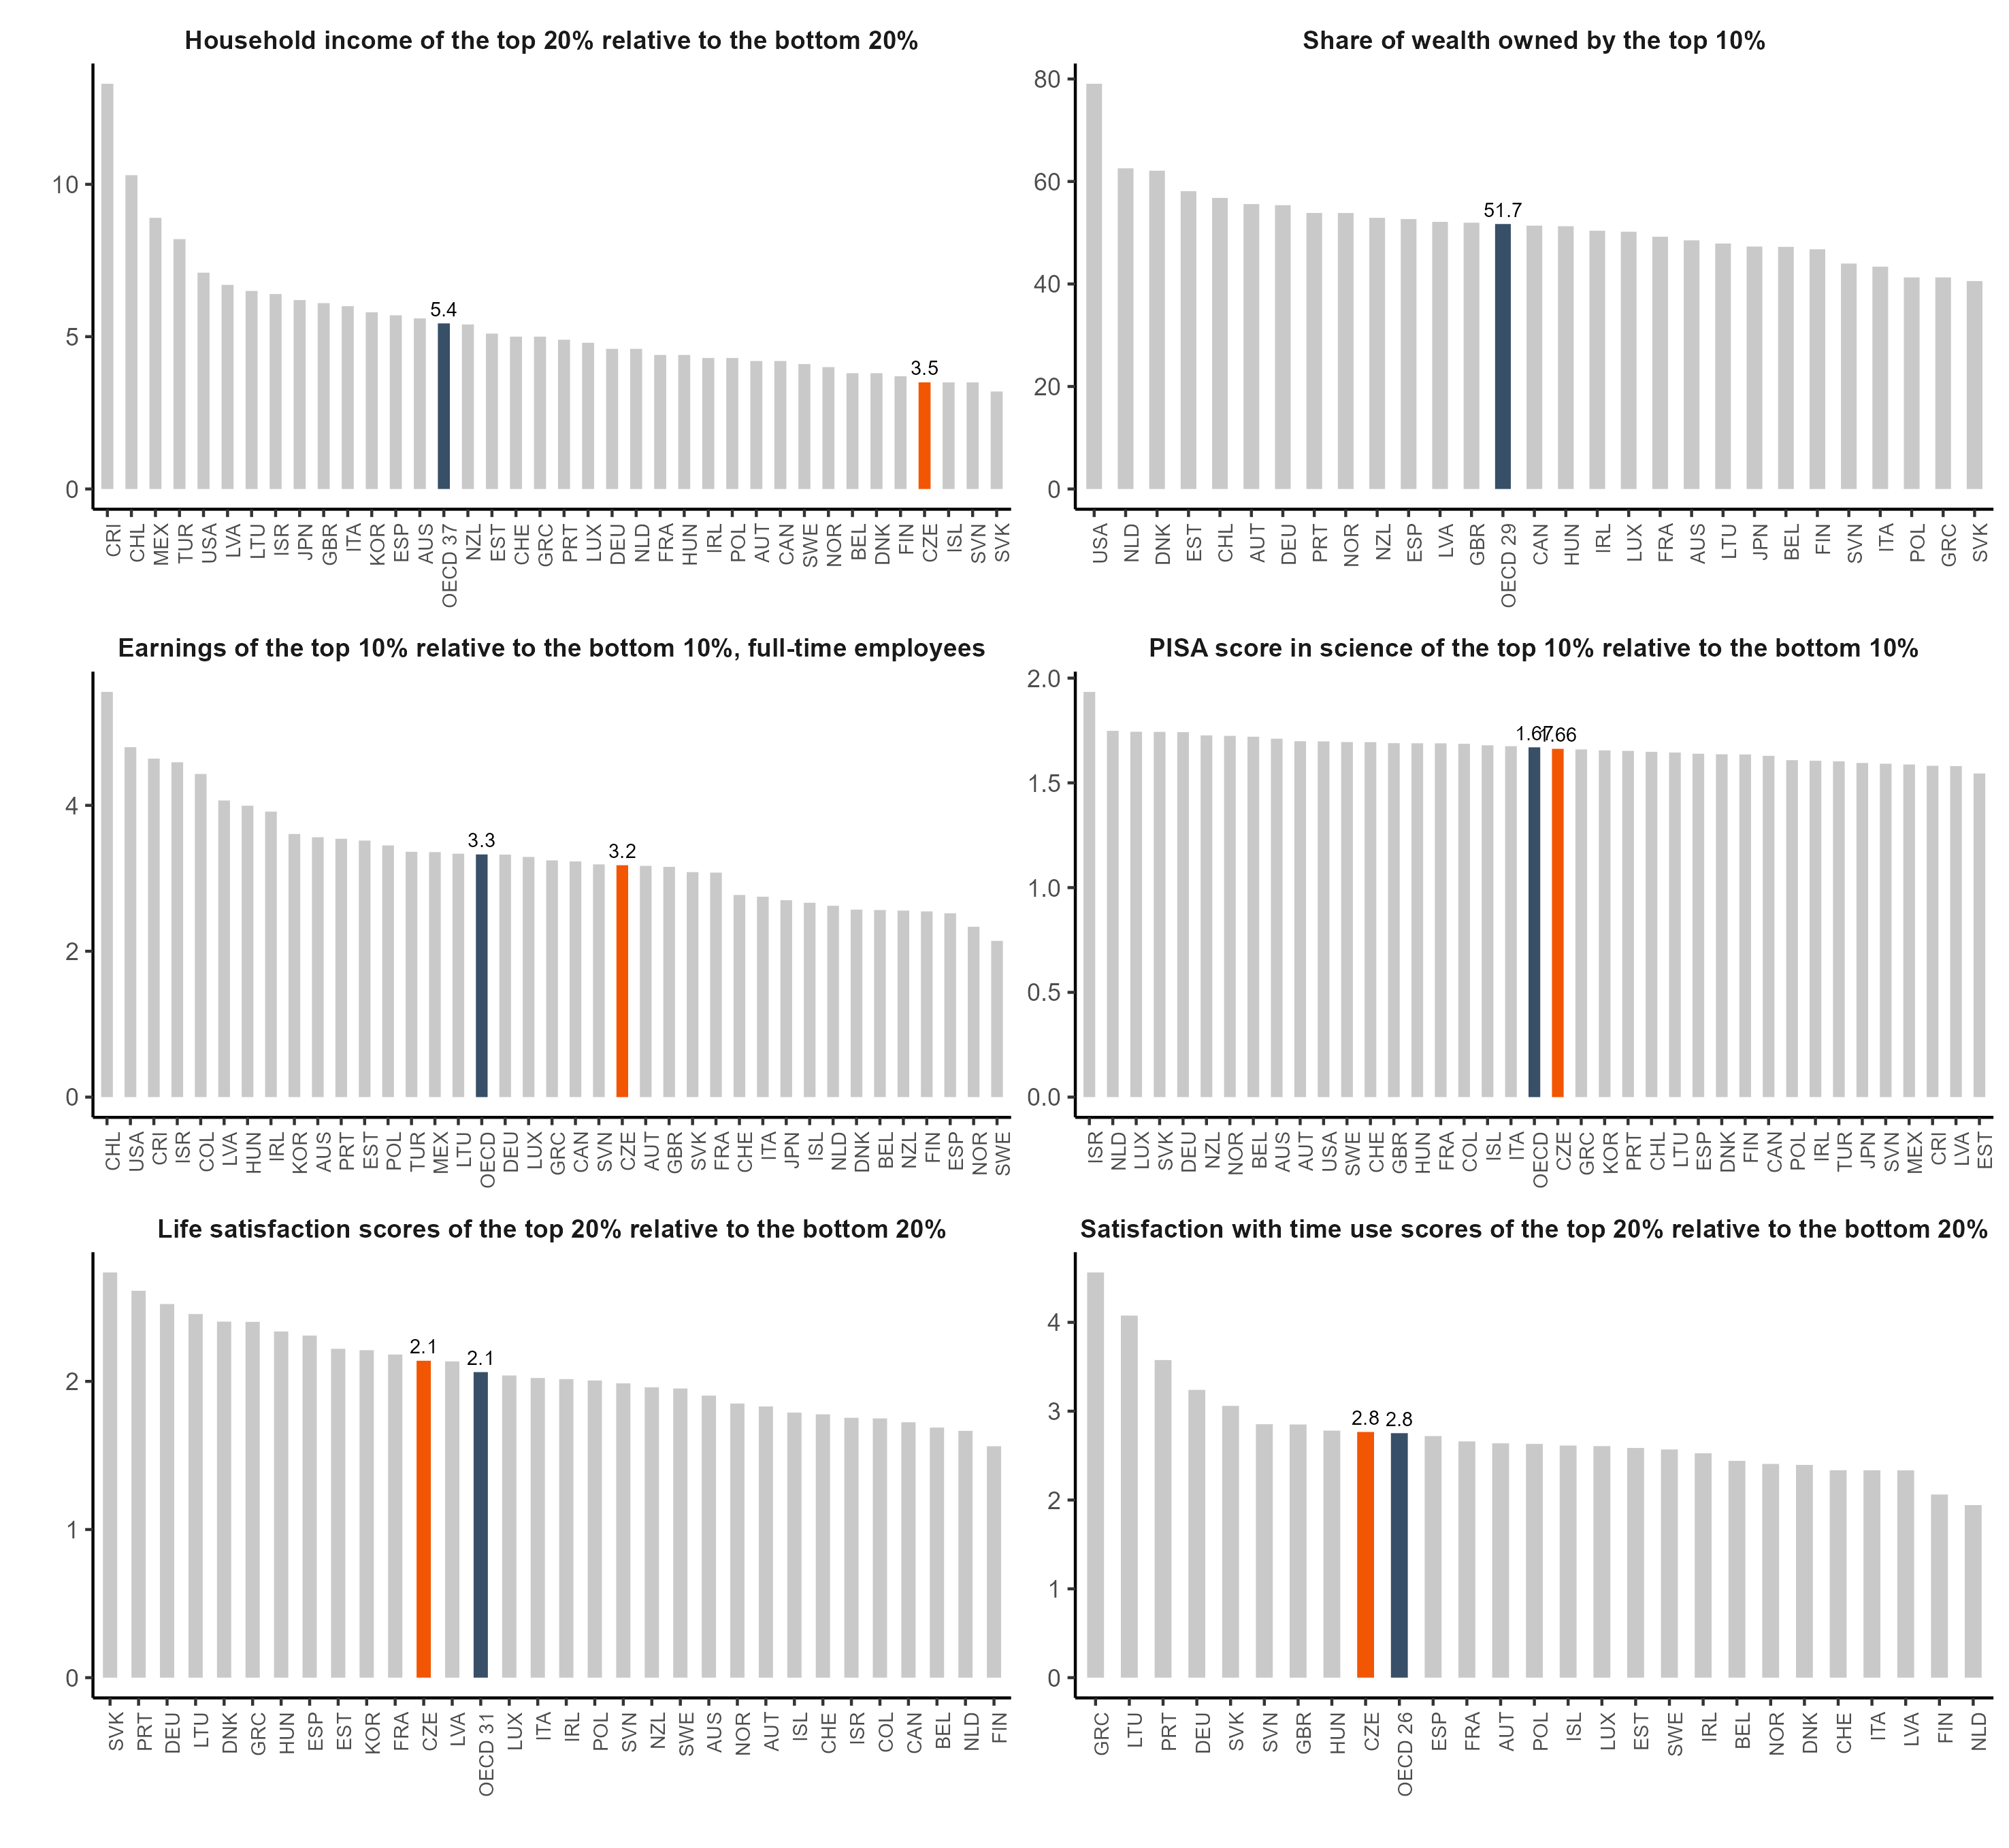 Household income of the top 20% relative to the bottom 20%
10
5
0
5.4
3.5
CRI CHL MEX TUR USA LVA LTU ISR JPN GBR ITA KOR ESP AUS OECD 37 NZL EST CHE GRC PRT LUX DEU NLD FRA HUN IRL POL AUT CAN SWE NOR BEL DNK FIN CZE ISL SVN SVK
Share of wealth owned by the top 10%
80
60
40
20
0
51.7
USA NLD DNK EST CHL AUT DEU PRT NOR NZL ESP LVA GBR OECD 29 CAN HUN IRL LUX FRA AUS LTU JPN BEL FIN SVN ITA POL GRC SVK
Earnings of the top 10% relative to the bottom 10%, full-time employees
4
2
0
3.3
3.2
CHL USA CRI ISR COL LVA HUN IRL KOR AUS PRT EST POL TUR MEX LTU OECD DEU LUX GRC CAN SVN CZE AUT GBR SVK FRA CHE ITA JPN ISL NLD DNK BEL NZL FIN ESP NOR SWE
PISA score in science of the top 10% relative to the bottom 10%
2.0
1.5
1.0
0.5
0.0
1.67
1.66
ISR NLD LUX SVK DEU NZL NOR BEL AUS AUT USA SWE CHE GBR HUN FRA COL ISL ITA OECD CZE GRC KOR PRT CHL LTU ESP DNK FIN CAN POL IRL TUR JPN SVN MEX CRI LVA EST
Life satisfaction scores of the top 20% relative to the bottom 20%
2
1
0
2.1
2.1
SVK PRT DEU LTU DNK GRC HUN ESP EST KOR FRA CZE LVA OECD 31 LUX ITA IRL POL SVN NZL SWE AUS NOR AUT ISL CHE ISR COL CAN BEL NLD FIN
Satisfaction with time use scores of the top 20% relative to the bottom 20%
4
3
2
1
0
2.8
2.8
GRC LTU PRT DEU SVK SVN GBR HUN CZE OECD 26 ESP FRA AUT POL ISL LUX EST SWE IRL BEL NOR DNK CHE ITA LVA FIN NLD